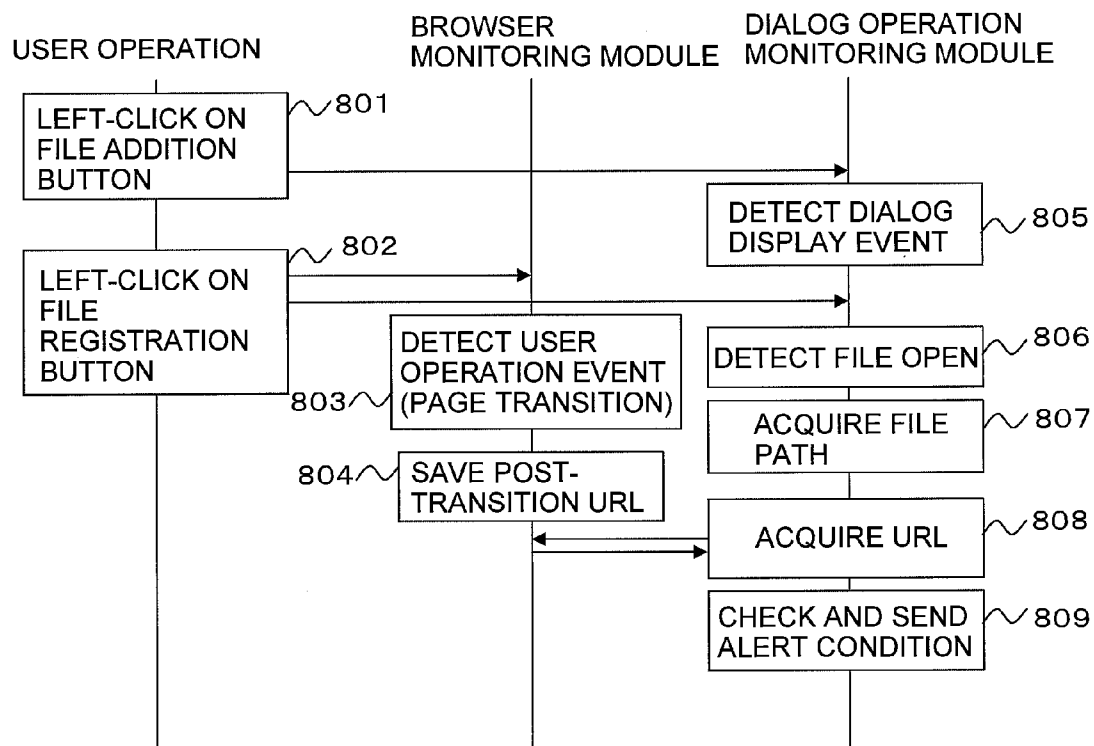 USER OPERATION
BROWSER
MONITORING MODULE
DIALOG OPERATION
MONITORING MODULE
LEFT-CLICK ON
FILE ADDITION
BUTTON
801
DETECT DIALOG
DISPLAY EVENT
805
LEFT-CLICK ON
FILE
REGISTRATION
BUTTON
802
DETECT USER
OPERATION EVENT
(PAGE TRANSITION)
803
DETECT FILE OPEN
806
ACQUIRE FILE
PATH
807
804
SAVE POST-
TRANSITION URL
ACQUIRE URL
808
CHECK AND SEND
ALERT CONDITION
809